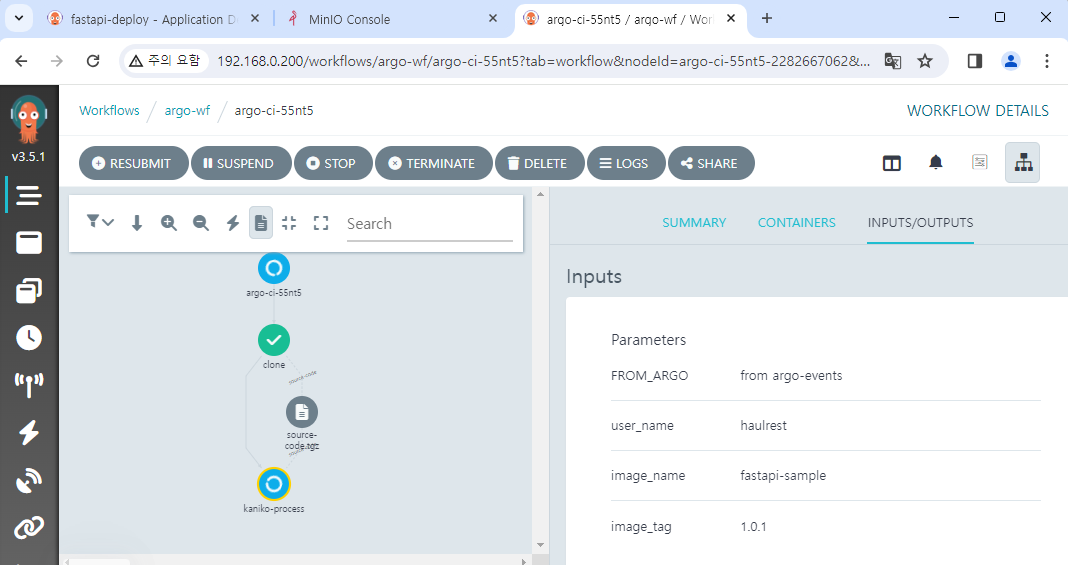 fastapi-deploy - Application D
MinIO Console
argo-ci-55nt5 / argo-wf / Wor
주의 요함
192.168.0.200/workflows/argo-wf/argo-ci-55nt5?tab=workflow&nodeId=argo-ci-55nt5-2282667062&...
v3.5.1
Workflows
argo-wf
argo-ci-55nt5
WORKFLOW DETAILS
RESUBMIT
SUSPEND
STOP
TERMINATE
DELETE
LOGS
SHARE
Search
SUMMARY
CONTAINERS
INPUTS/OUTPUTS
argo-ci-55nt5
clone
source-code
source-
code.tgz
kaniko-process
Inputs
Parameters
FROM_ARGO from argo-events
user_name haulrest
image_name fastapi-sample
image_tag 1.0.1